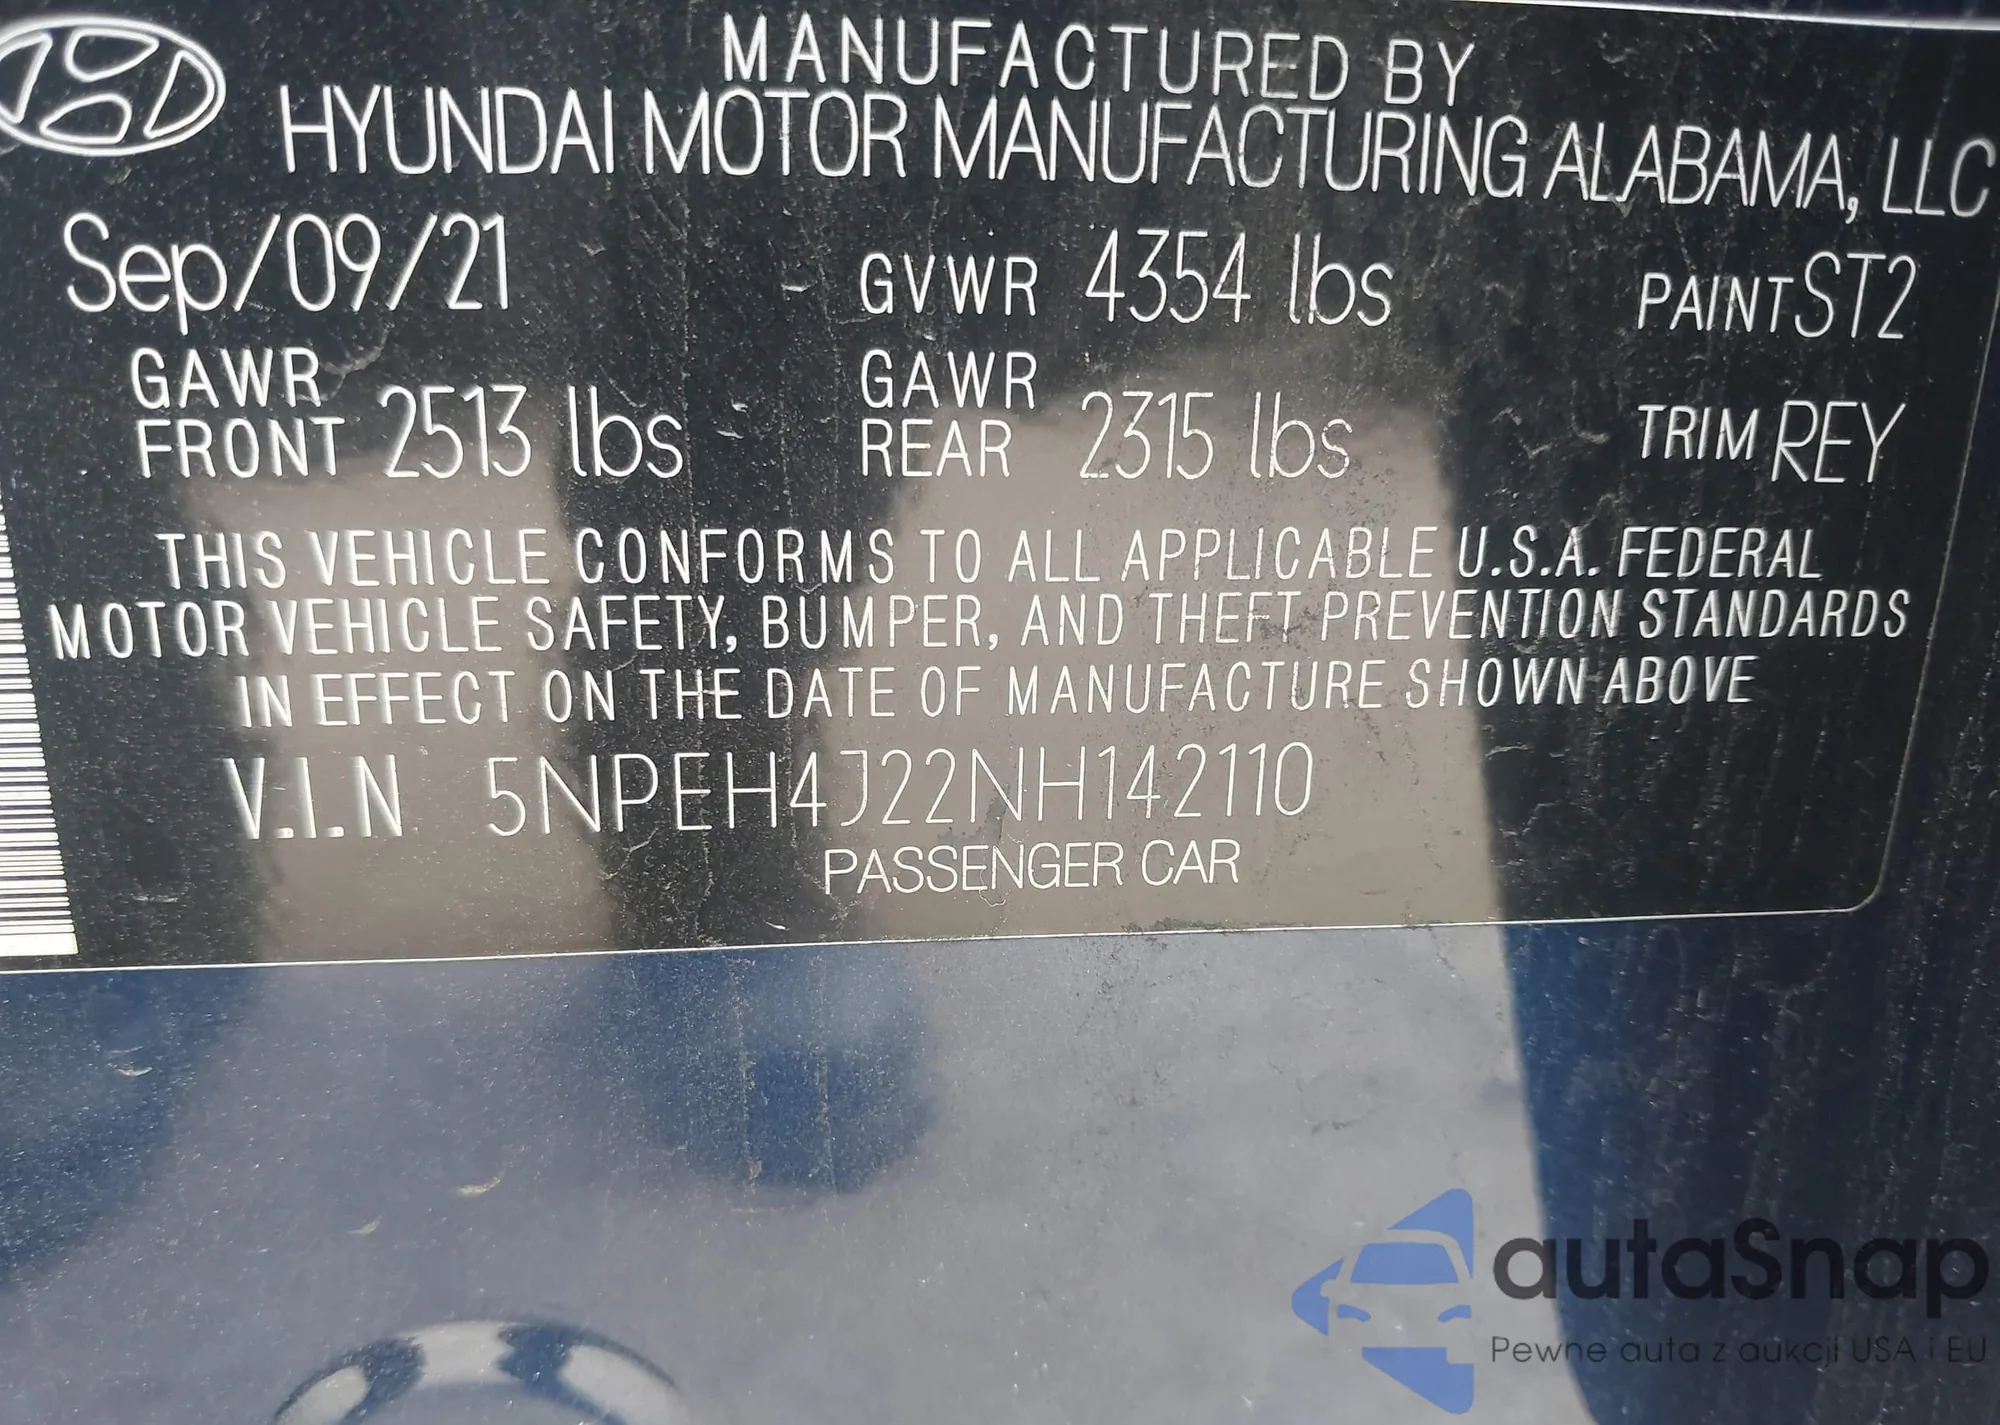 MANUFACTURED BY
HYUNDAI MOTOR MANUFACTURING ALABAMA, LLC
Sep/09/21 GVWR 4354 lbs PAINT ST2
GAWR FRONT 2513 lbs GAWR REAR 2315 lbs TRIM REY
THIS VEHICLE CONFORMS TO ALL APPLICABLE U.S.A. FEDERAL
MOTOR VEHICLE SAFETY, BUMPER, AND THEFT PREVENTION STANDARDS
IN EFFECT ON THE DATE OF MANUFACTURE SHOWN ABOVE
V.I.N 5NPEH4J22NH142110
PASSENGER CAR
autaSnap
Pewne auta z aukcji USA i EU